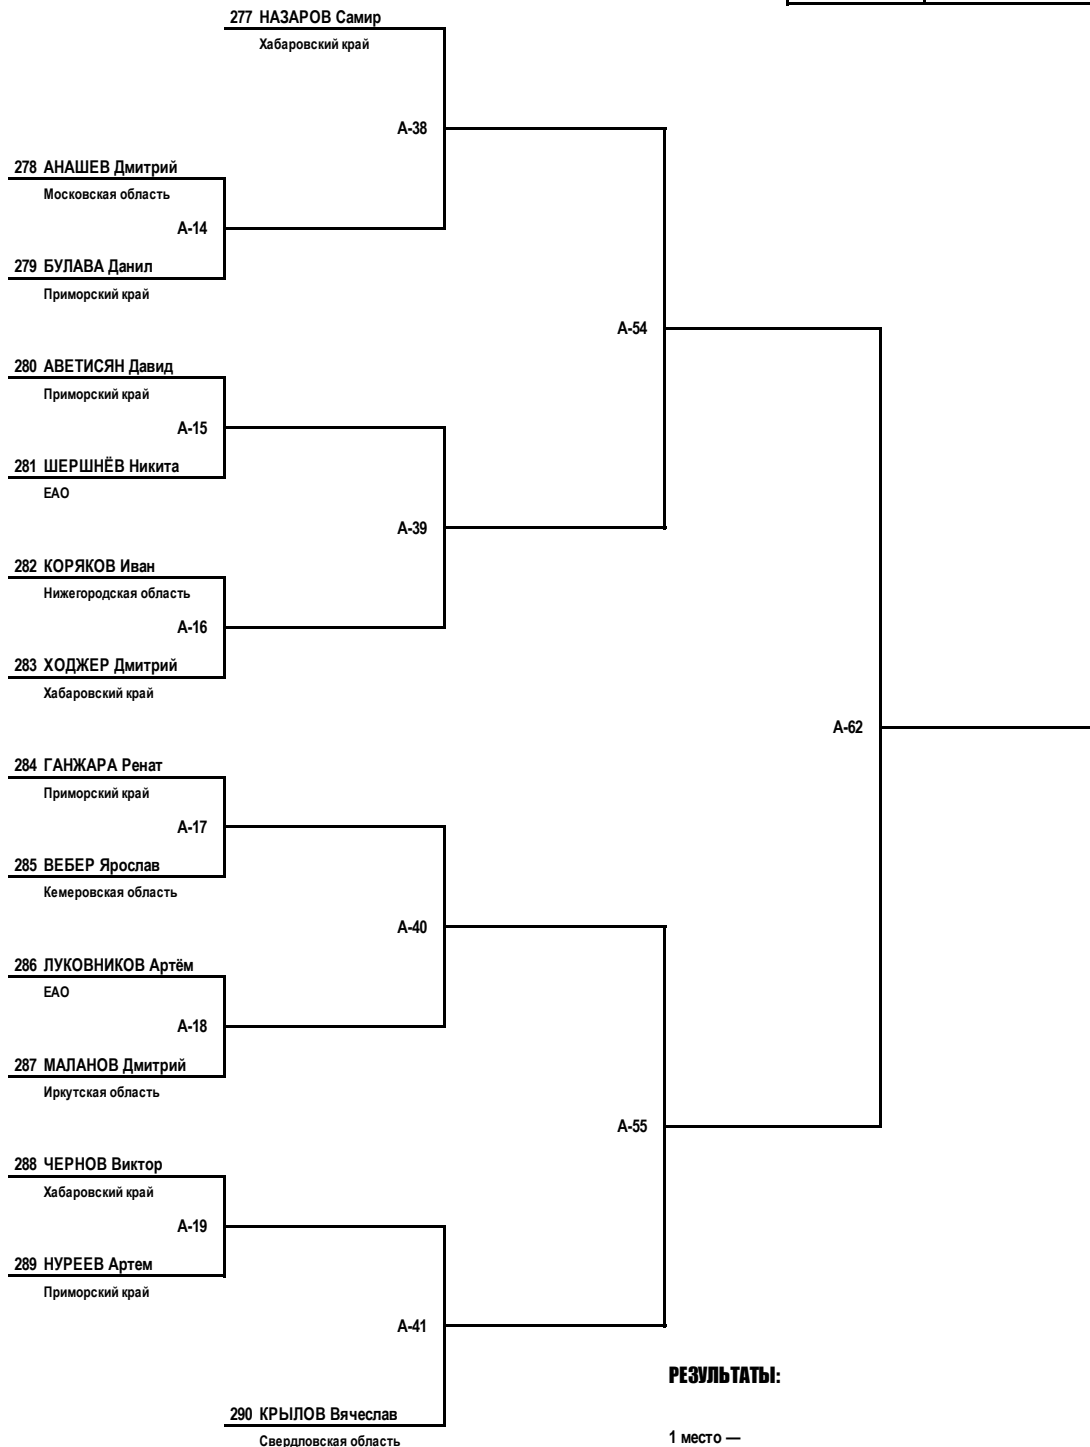 277 НАЗАРОВ Самир
Хабаровский край
А-38
278 АНАШЕВ Дмитрий
Московская область
А-14
279 БУЛАВА Данил
Приморский край
А-54
280 АВЕТИСЯН Давид
Приморский край
А-15
281 ШЕРШНЁВ Никита
ЕАО
А-39
282 КОРЯКОВ Иван
Нижегородская область
А-16
283 ХОДЖЕР Дмитрий
Хабаровский край
А-62
284 ГАНЖАРА Ренат
Приморский край
А-17
285 ВЕБЕР Ярослав
Кемеровская область
А-40
286 ЛУКОВНИКОВ Артём
ЕАО
А-18
287 МАЛАНОВ Дмитрий
Иркутская область
А-55
288 ЧЕРНОВ Виктор
Хабаровский край
А-19
289 НУРЕЕВ Артем
Приморский край
А-41
РЕЗУЛЬТАТЫ:
290 КРЫЛОВ Вячеслав
Свердловская область
1 место —